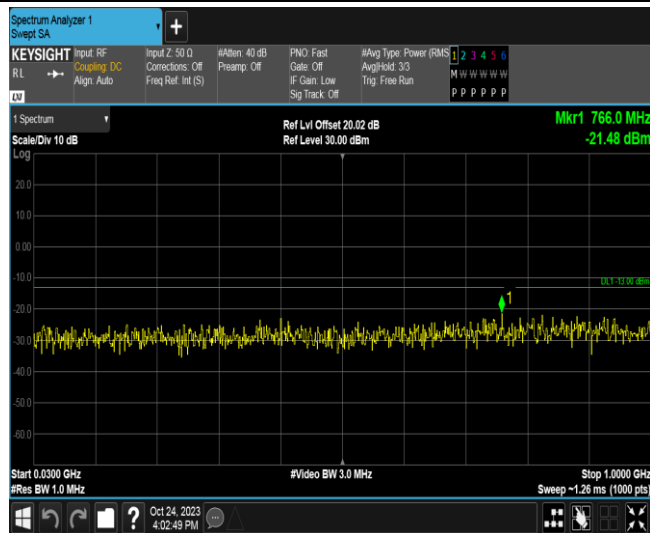 Spectrum Analyzer 1
Swept SA
+
KEYSIGHT
RL
Input: RF
Coupling: DC
Align: Auto
Input Z: 50 Ω
Corrections: Off
Freq Ref: Int (S)
#Atten: 40 dB
Preamp: Off
PNO: Fast
Gate: Off
IF Gain: Low
Sig Track: Off
#Avg Type: Power (RMS
Avg|Hold: 3/3
Trig: Free Run
1 2 3 4 5 6
M W W W W W
P P P P P P
LXI
1 Spectrum
Scale/Div 10 dB
Log
Ref Lvl Offset 20.02 dB
Ref Level 30.00 dBm
Mkr1 766.0 MHz
-21.48 dBm
20.0
10.0
0.00
-10.0
DL1 -13.00 dBm
1
-20.0
-30.0
-40.0
-50.0
-60.0
Start 0.0300 GHz
#Res BW 1.0 MHz
#Video BW 3.0 MHz
Stop 1.0000 GHz
Sweep ~1.26 ms (1000 pts)
?
Oct 24, 2023
4:02:49 PM